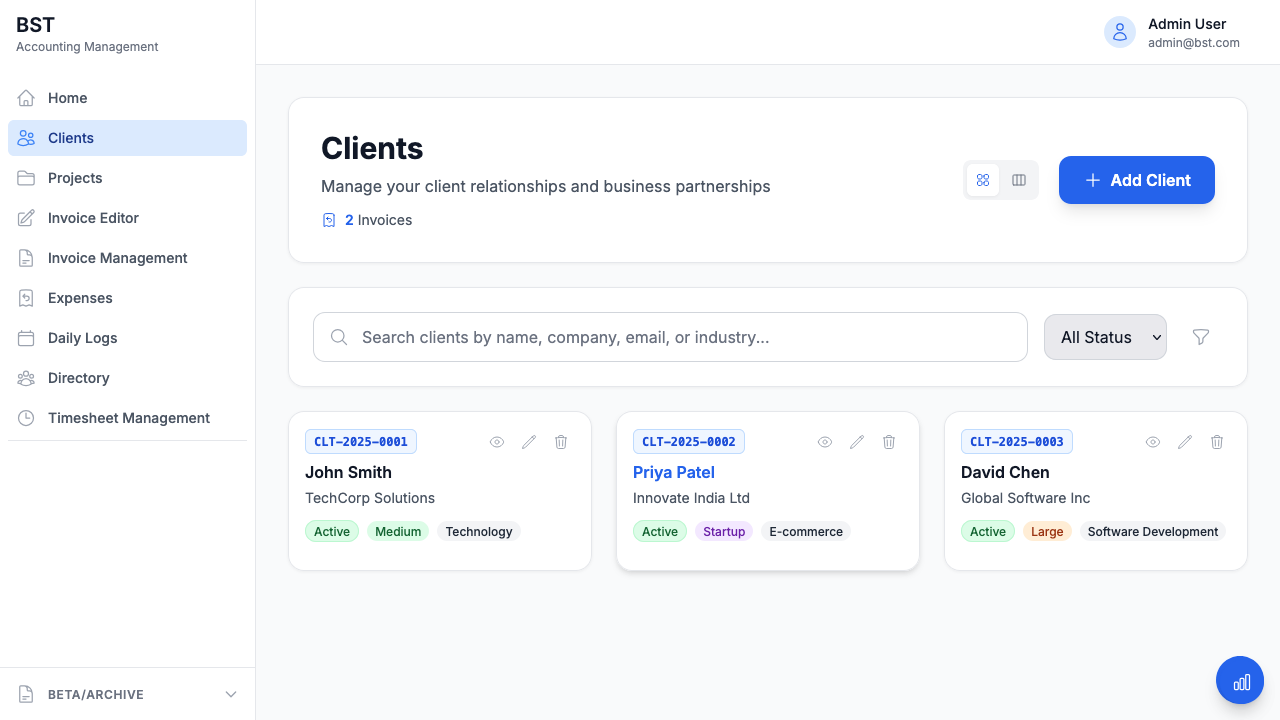 BST
Accounting Management
Home
Clients
Projects
Invoice Editor
Invoice Management
Expenses
Daily Logs
Directory
Timesheet Management
BETA/ARCHIVE
Admin User
admin@bst.com
Clients
Manage your client relationships and business partnerships
2 Invoices
Add Client
Search clients by name, company, email, or industry...
All Status
CLT-2025-0001
John Smith
TechCorp Solutions
Active Medium Technology
CLT-2025-0002
Priya Patel
Innovate India Ltd
Active Startup E-commerce
CLT-2025-0003
David Chen
Global Software Inc
Active Large Software Development